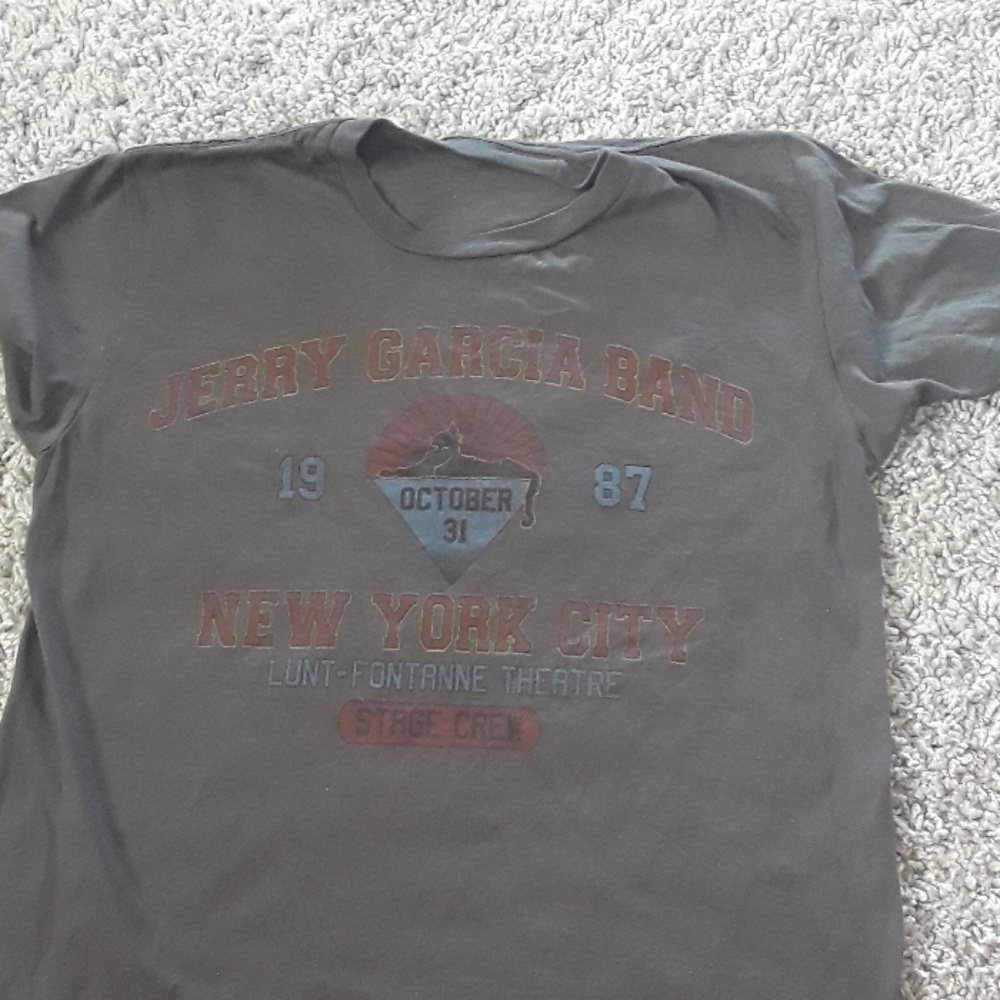 JERRY GARCIA BAND
19 87
OCTOBER
31
NEW YORK CITY
LUNT-FONTANNE THEATRE
STAGE CREW